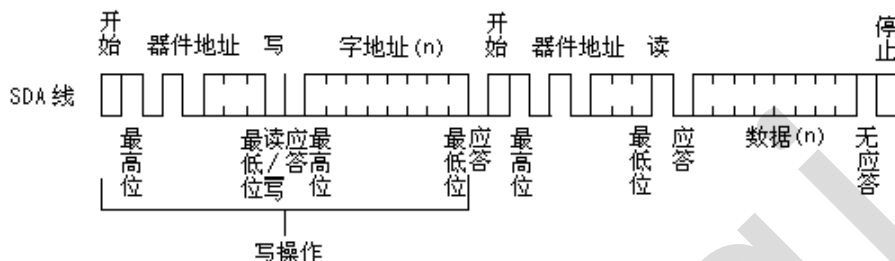 开始 器件地址 写 字地址(n) 开始 器件地址 读 停止
SDA 线
最高位 最低位 读/写 应答 最高位 最低位 应答 最高位 最低位 应答 数据(n) 无应答
写操作